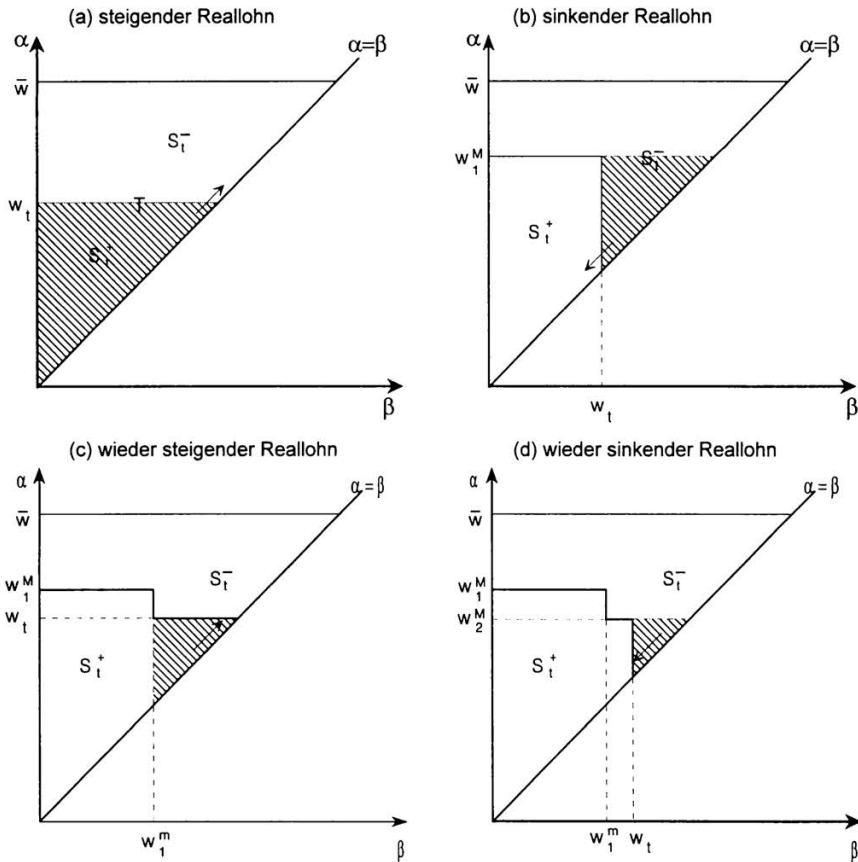 (a) steigender Reallohn
α
α=β
w̅
S_t^-
w_t
T
S_t^+
β
(b) sinkender Reallohn
α
α=β
w̅
w_1^M
S_t^-
S_t^+
w_t
β
(c) wieder steigender Reallohn
α
α=β
w̅
w_1^M
S_t^-
w_t
S_t^+
w_1^m
β
(d) wieder sinkender Reallohn
α
α=β
w̅
w_1^M
S_t^-
w_2^M
S_t^+
w_1^m w_t
β